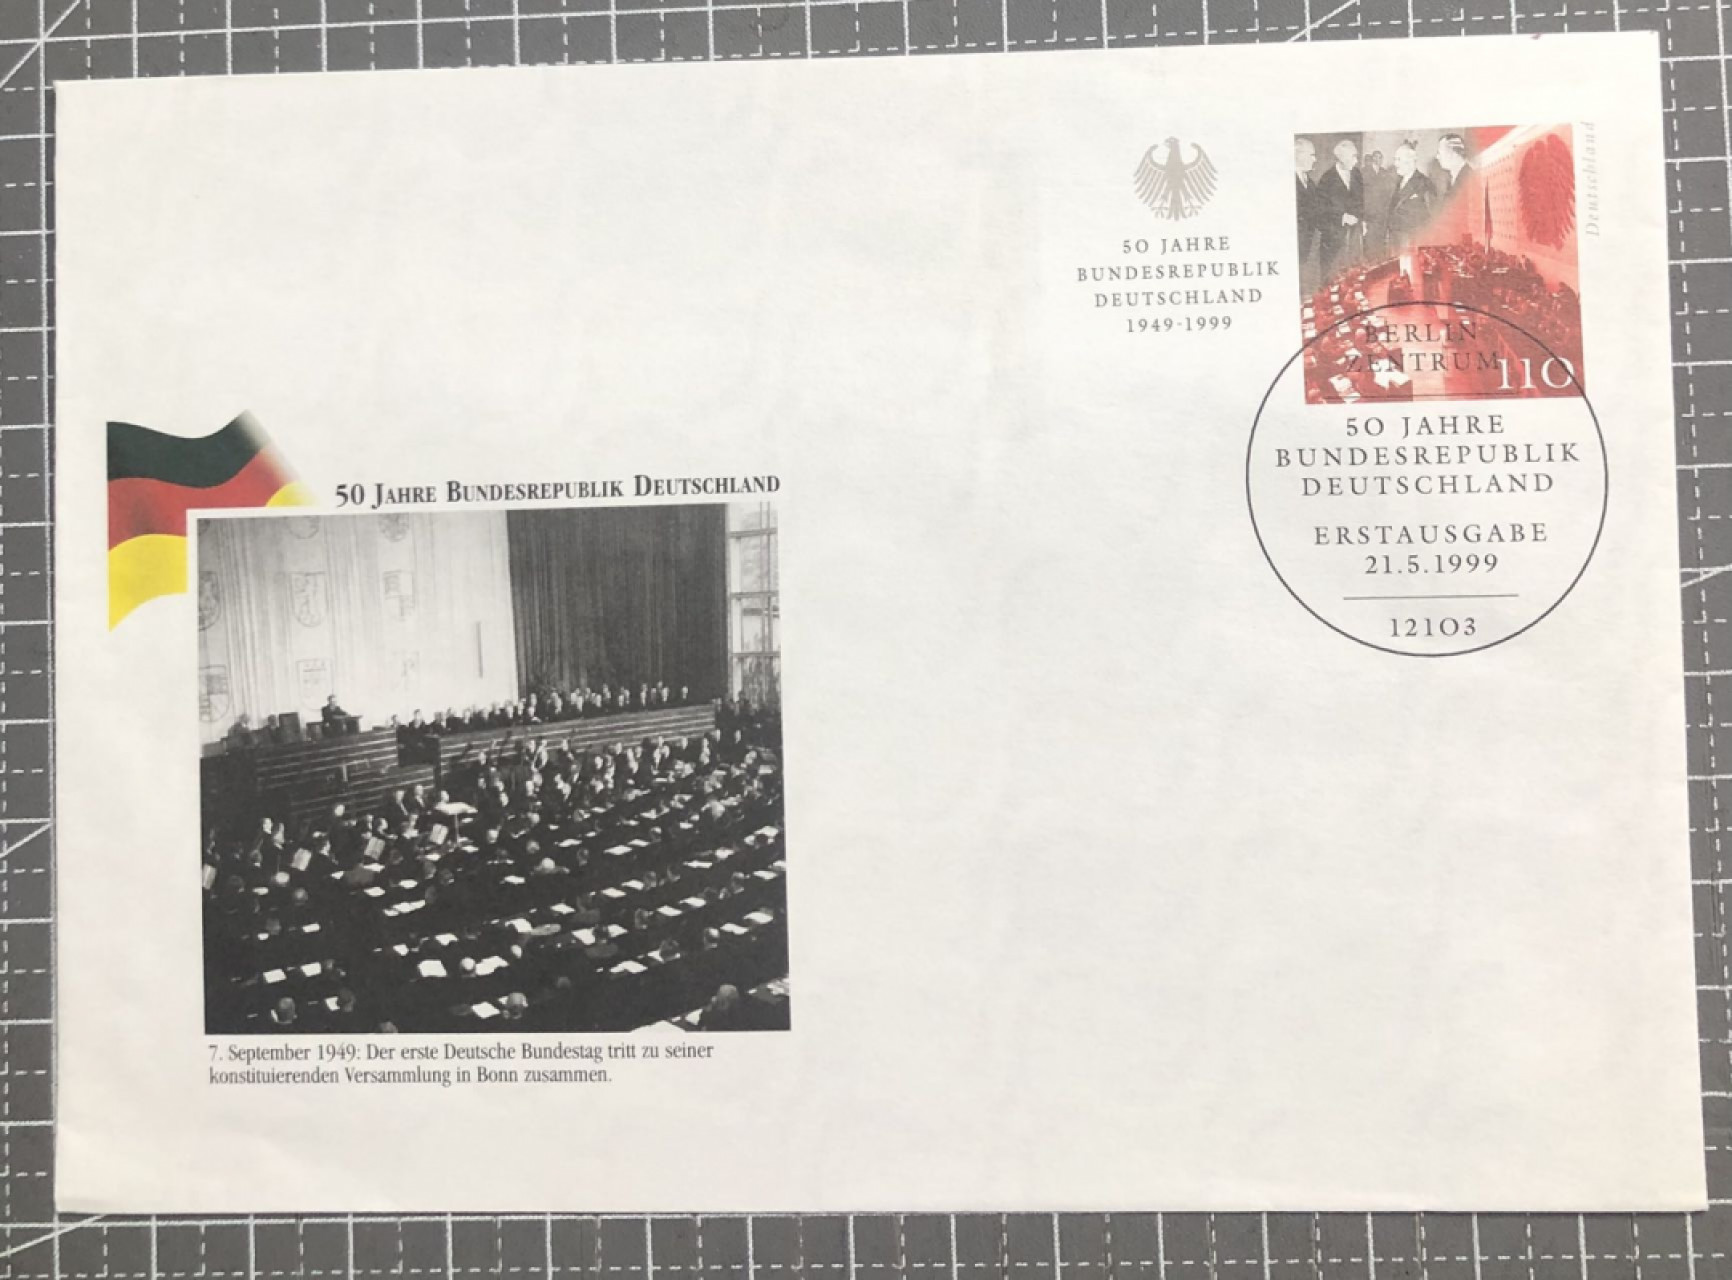 50 JAHRE
BUNDESREPUBLIK
DEUTSCHLAND
1949-1999
Deutschland
110
BERLIN
ZENTRUM
50 JAHRE
BUNDESREPUBLIK
DEUTSCHLAND
ERSTAUSGABE
21.5.1999
12103
50 JAHRE BUNDESREPUBLIK DEUTSCHLAND
7. September 1949: Der erste Deutsche Bundestag tritt zu seiner
konstituierenden Versammlung in Bonn zusammen.